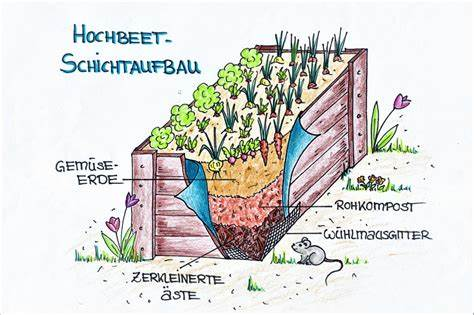 HOCHBEET-
SCHICHTAUFBAU
GEMÜSE-
ERDE
ROHKOMPOST
WÜHLMAUSGITTER
ZERKLEINERTE
ÄSTE